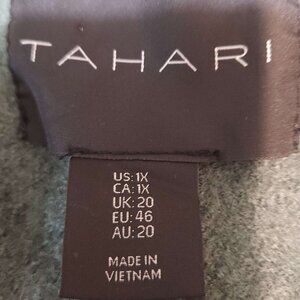 TAHARI
US: 1X
CA: 1X
UK: 20
EU: 46
AU: 20
MADE IN
VIETNAM